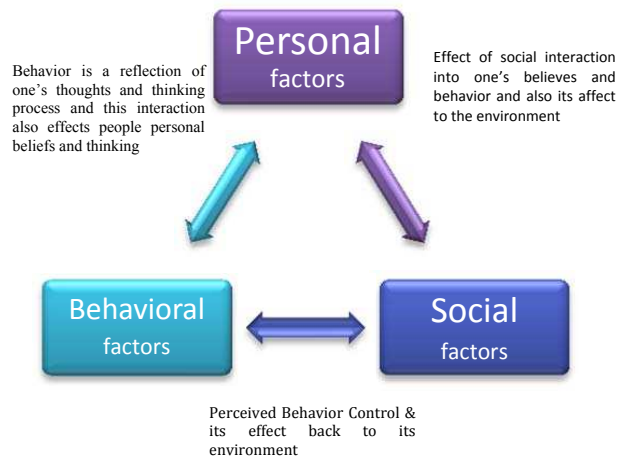 Personal
factors
Behavior is a reflection of
one's thoughts and thinking
process and this interaction
also effects people personal
beliefs and thinking
Effect of social interaction
into one's believes and
behavior and also its affect
to the environment
Behavioral
factors
Social
factors
Perceived Behavior Control &
its effect back to its
environment